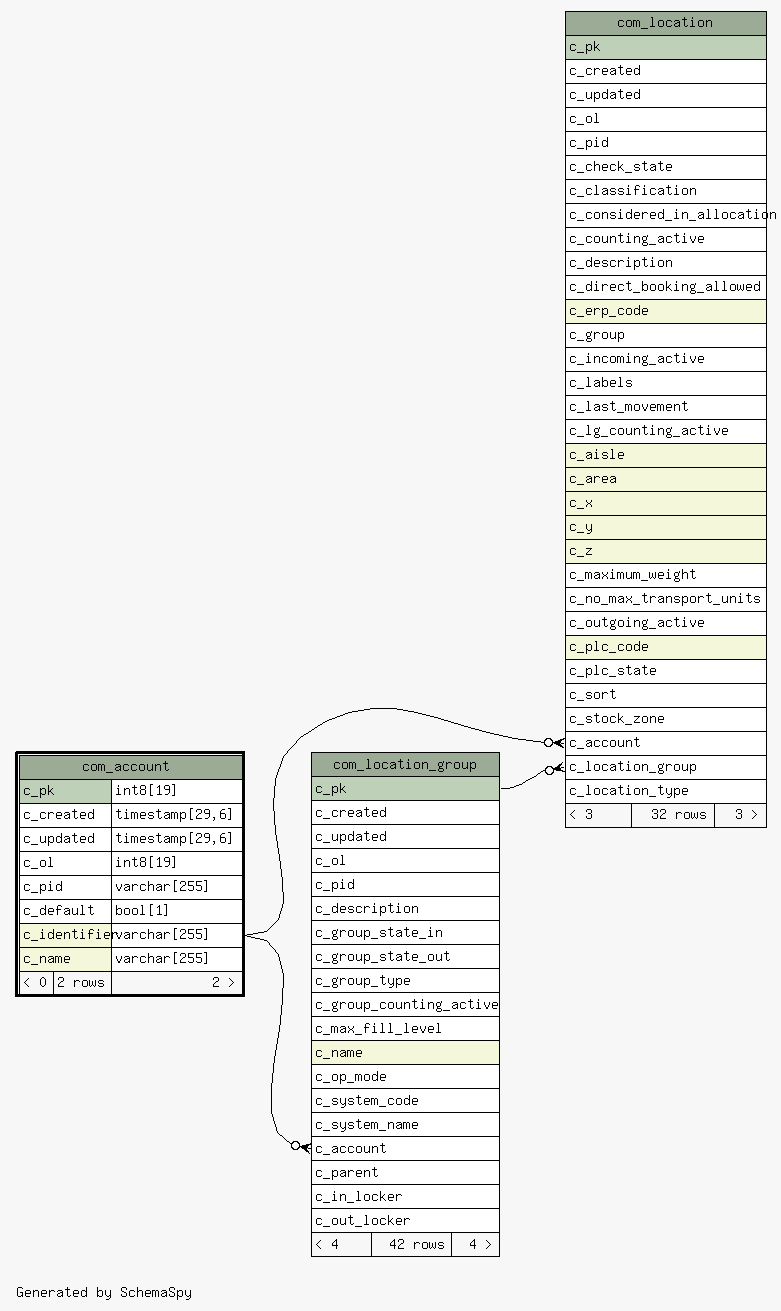 com_location
c_pk
c_created
c_updated
c_ol
c_pid
c_check_state
c_classification
c_considered_in_allocation
c_counting_active
c_description
c_direct_booking_allowed
c_erp_code
c_group
c_incoming_active
c_labels
c_last_movement
c_lg_counting_active
c_aisle
c_area
c_x
c_y
c_z
c_maximum_weight
c_no_max_transport_units
c_outgoing_active
c_plc_code
c_plc_state
c_sort
c_stock_zone
c_account
c_location_group
c_location_type
< 3 32 rows 3 >
com_account
c_pk int8[19]
c_created timestamp[29,6]
c_updated timestamp[29,6]
c_ol int8[19]
c_pid varchar[255]
c_default bool[1]
c_identifier varchar[255]
c_name varchar[255]
< 0 2 rows 2 >
com_location_group
c_pk
c_created
c_updated
c_ol
c_pid
c_description
c_group_state_in
c_group_state_out
c_group_type
c_group_counting_active
c_max_fill_level
c_name
c_op_mode
c_system_code
c_system_name
c_account
c_parent
c_in_locker
c_out_locker
< 4 42 rows 4 >
Generated by SchemaSpy